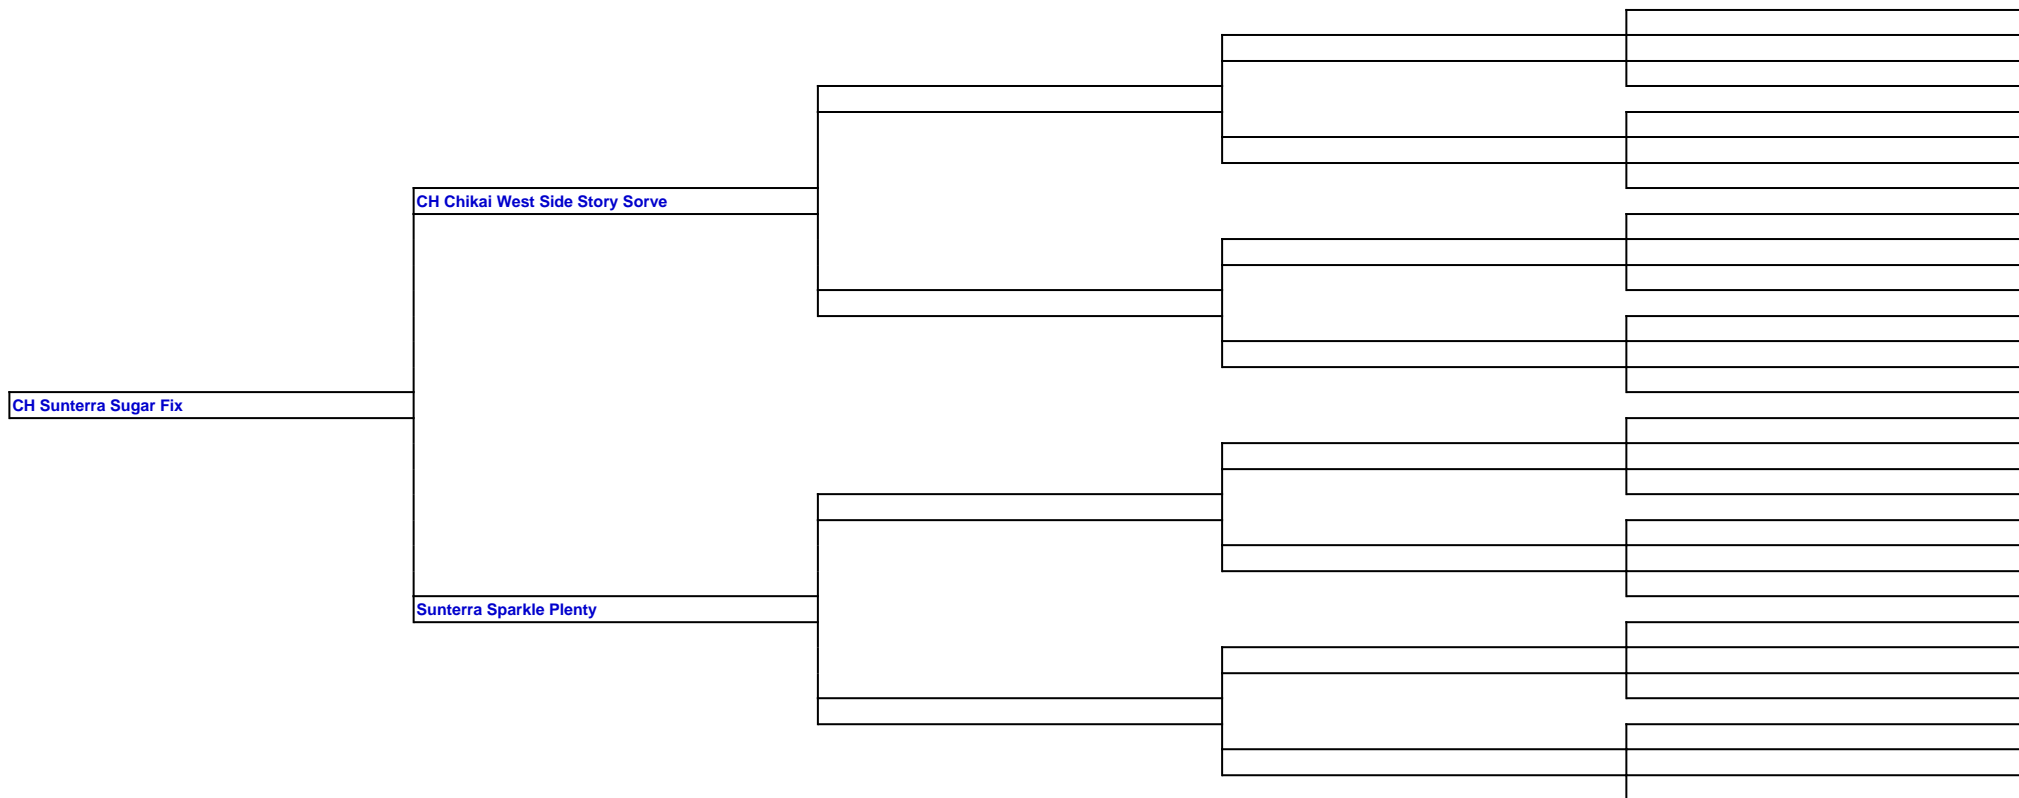 CH Chikai West Side Story Sorve
CH Sunterra Sugar Fix
Sunterra Sparkle Plenty